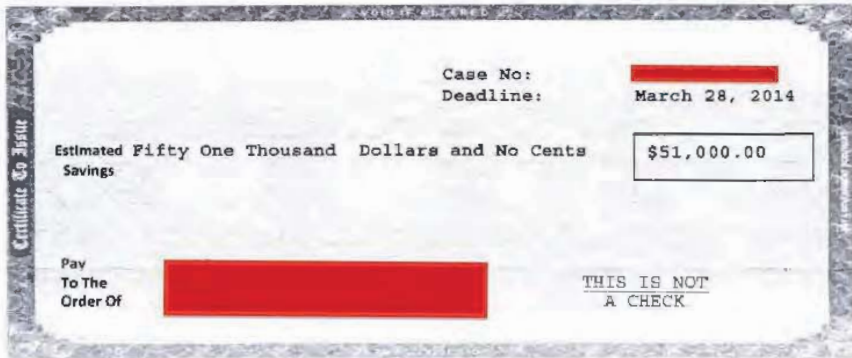 VOID IF ALTERED
Case No:
Deadline: March 28, 2014
Certificate To Issue
Estimated Fifty One Thousand Dollars and No Cents $51,000.00
Savings
Pay
To The
Order Of
THIS IS NOT
A CHECK